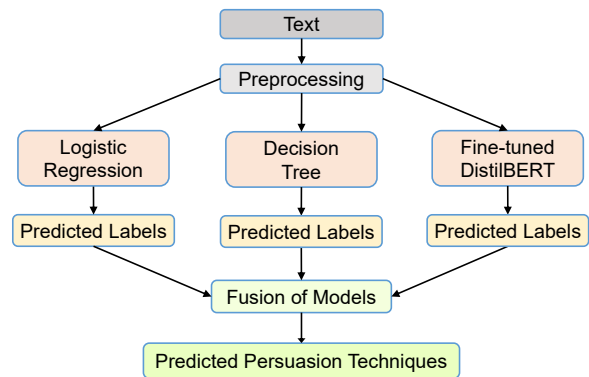 Text
Preprocessing
Logistic
Regression
Decision
Tree
Fine-tuned
DistilBERT
Predicted Labels
Predicted Labels
Predicted Labels
Fusion of Models
Predicted Persuasion Techniques